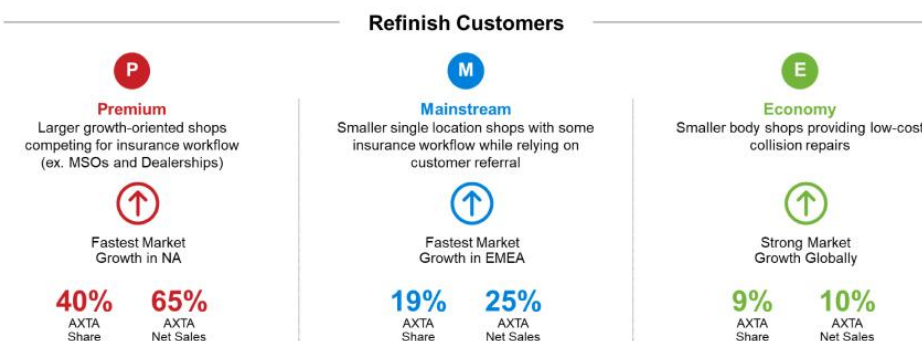 Refinish Customers
P
Premium
Larger growth-oriented shops
competing for insurance workflow
(ex. MSOs and Dealerships)
Fastest Market
Growth in NA
40%
AXTA
Share
65%
AXTA
Net Sales
M
Mainstream
Smaller single location shops with some
insurance workflow while relying on
customer referral
Fastest Market
Growth in EMEA
19%
AXTA
Share
25%
AXTA
Net Sales
E
Economy
Smaller body shops providing low-cost
collision repairs
Strong Market
Growth Globally
9%
AXTA
Share
10%
AXTA
Net Sales